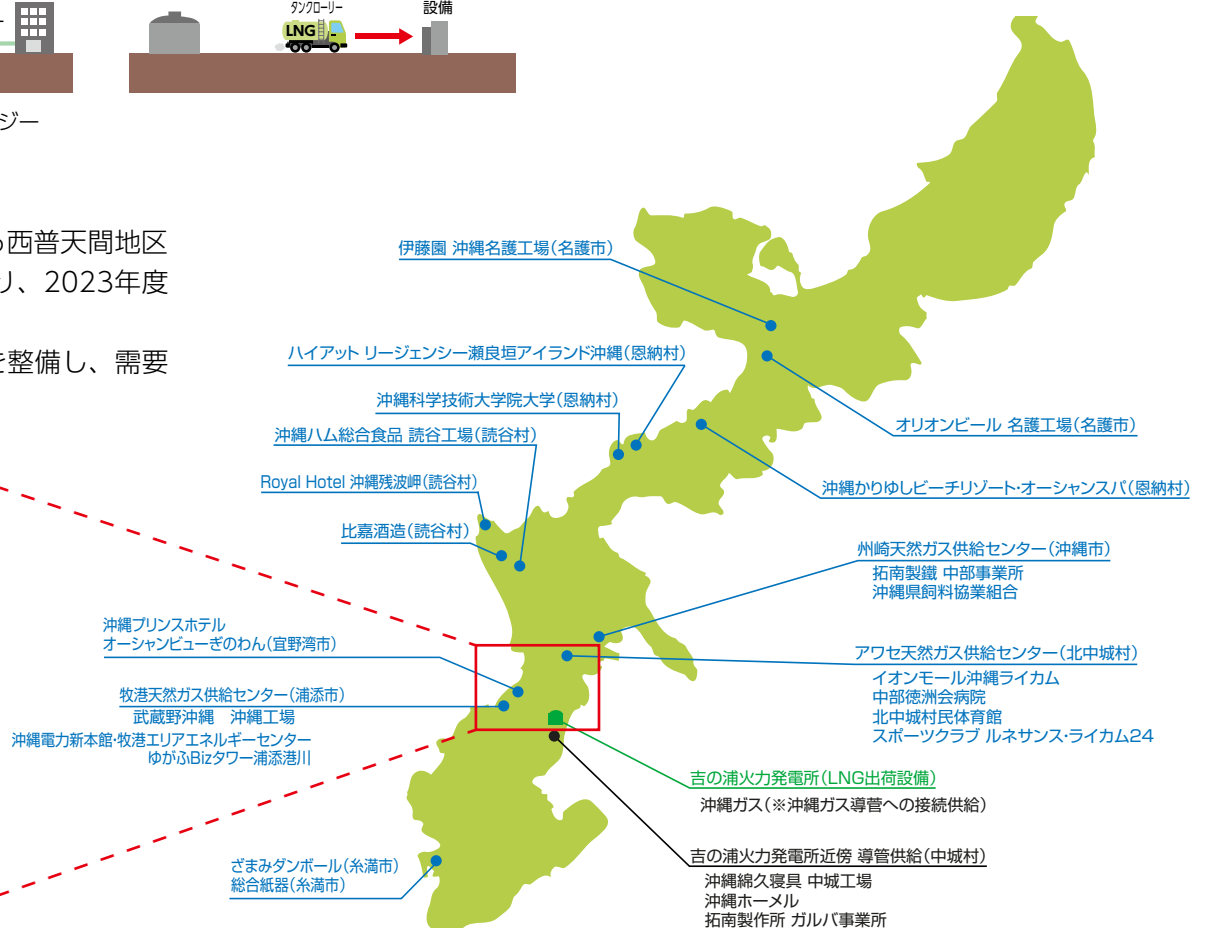 タンクローリー
設備
LNG
ジー
る西普天間地区
り、2023年度
を整備し、需要
伊藤園 沖縄名護工場(名護市)
ハイアット リージェンシー瀬良垣アイランド沖縄(恩納村)
沖縄科学技術大学院大学(恩納村)
オリオンビール 名護工場(名護市)
沖縄ハム総合食品 読谷工場(読谷村)
Royal Hotel 沖縄残波岬(読谷村)
沖縄かりゆしビーチリゾート・オーシャンスパ(恩納村)
比嘉酒造(読谷村)
州崎天然ガス供給センター(沖縄市)
拓南製鐵 中部事業所
沖縄県飼料協業組合
沖縄プリンスホテル
オーシャンビューぎのわん(宜野湾市)
アワセ天然ガス供給センター(北中城村)
イオンモール沖縄ライカム
中部徳洲会病院
北中城村民体育館
スポーツクラブ ルネサンス・ライカム24
牧港天然ガス供給センター(浦添市)
武蔵野沖縄　沖縄工場
沖縄電力新本館・牧港エリアエネルギーセンター
ゆがふBizタワー浦添港川
吉の浦火力発電所(LNG出荷設備)
沖縄ガス(※沖縄ガス導管への接続供給)
吉の浦火力発電所近傍 導管供給(中城村)
沖縄綿久寝具 中城工場
沖縄ホーメル
拓南製作所 ガルバ事業所
ざまみダンボール(糸満市)
総合紙器(糸満市)